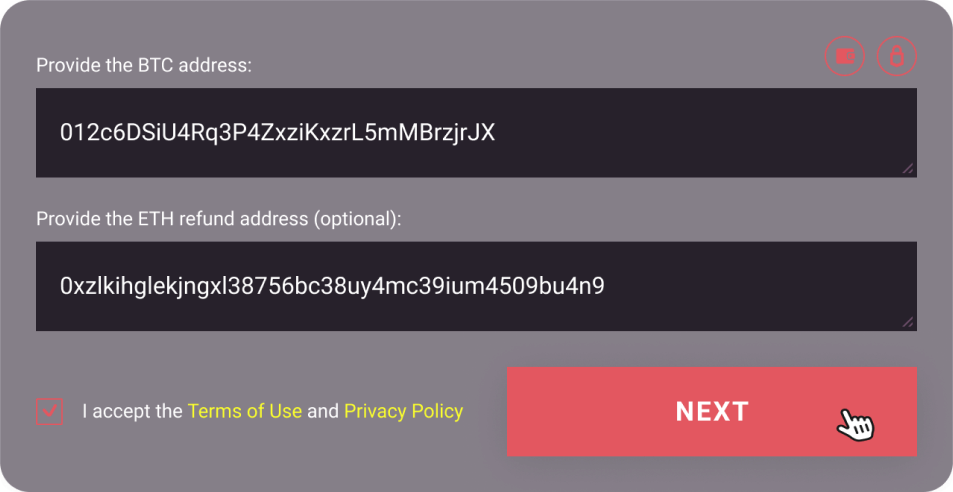 Provide the BTC address:
012c6DSiU4Rq3P4ZxziKxzrL5mMBrzjrJX
Provide the ETH refund address (optional):
0xzlkihglekjngxl38756bc38uy4mc39ium4509bu4n9
I accept the Terms of Use and Privacy Policy
NEXT